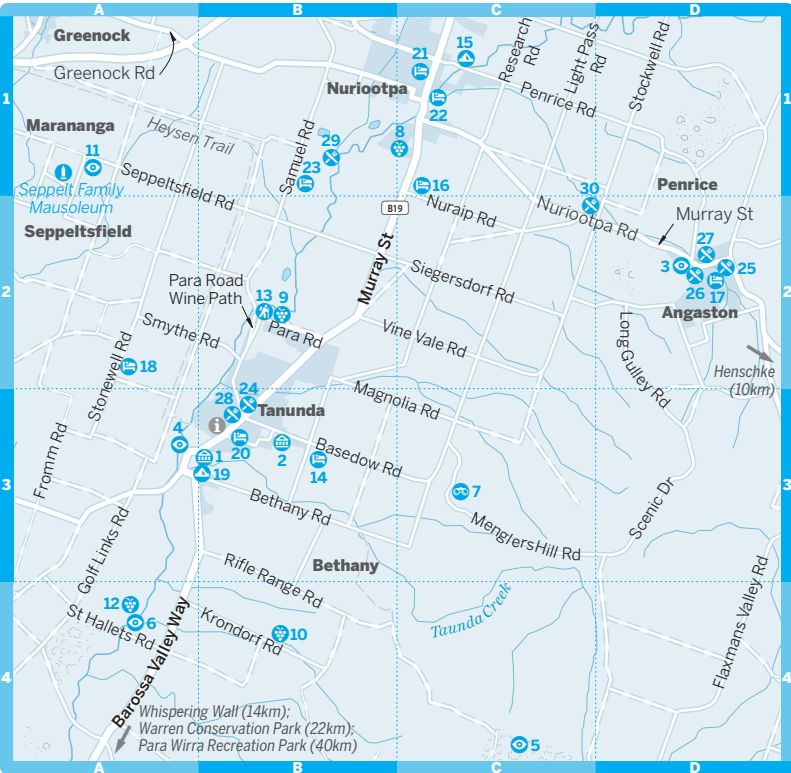 A
B
C
D
Greenock
Greenock Rd
21
15
Research
Rd
Light Pass
Rd
Stockwell Rd
Nuriootpa
22
Penrice Rd
1
1
Marananga
Heysen Trail
Samuel Rd
29
8
11
23
16
30
Penrice
Seppelt Family
Mausoleum
Seppeltsfield Rd
B19
Nuraip Rd
Nuriootpa Rd
Murray St
Seppeltsfield
Murray St
27
3
25
26
17
Angaston
2
2
Para Road
Wine Path
13
9
Siegersdorf Rd
Smythe Rd
Para Rd
Vine Vale Rd
Long Gulley Rd
Henschke
(10km)
Stonewell Rd
18
28
24
Tanunda
Magnolia Rd
i
4
1
20
2
Basedow Rd
19
14
Fromm Rd
7
3
3
Bethany Rd
Menglers Hill Rd
Scenic Dr
Golf Links Rd
Bethany
Rifle Range Rd
12
6
St Hallets Rd
Krondorf Rd
10
Taunda Creek
Flaxmans Valley Rd
Barossa Valley Way
4
4
Whispering Wall (14km);
Warren Conservation Park (22km);
Para Wirra Recreation Park (40km)
5
A
B
C
D